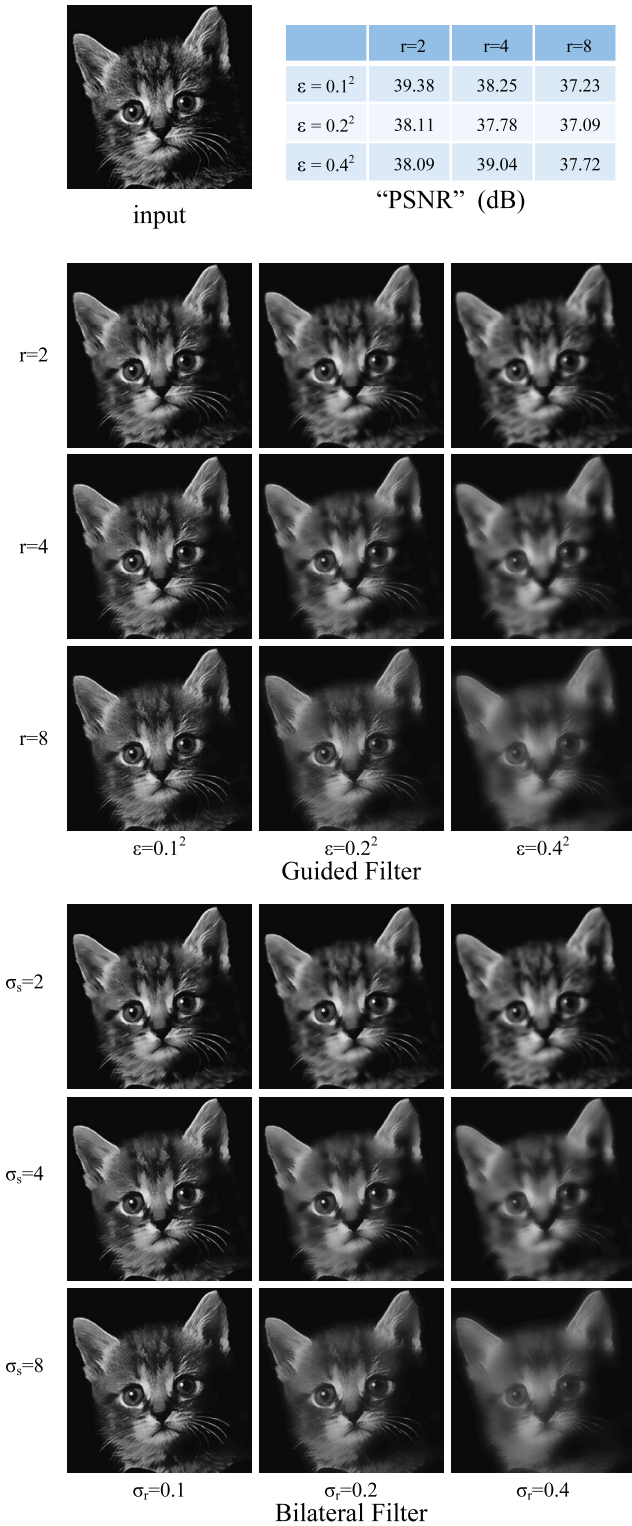 r=2 r=4 r=8
ε = 0.1² 39.38 38.25 37.23
ε = 0.2² 38.11 37.78 37.09
ε = 0.4² 38.09 39.04 37.72
“PSNR” (dB)
input
r=2
r=4
r=8
ε=0.1² ε=0.2² ε=0.4²
Guided Filter
σₛ=2
σₛ=4
σₛ=8
σᵣ=0.1 σᵣ=0.2 σᵣ=0.4
Bilateral Filter